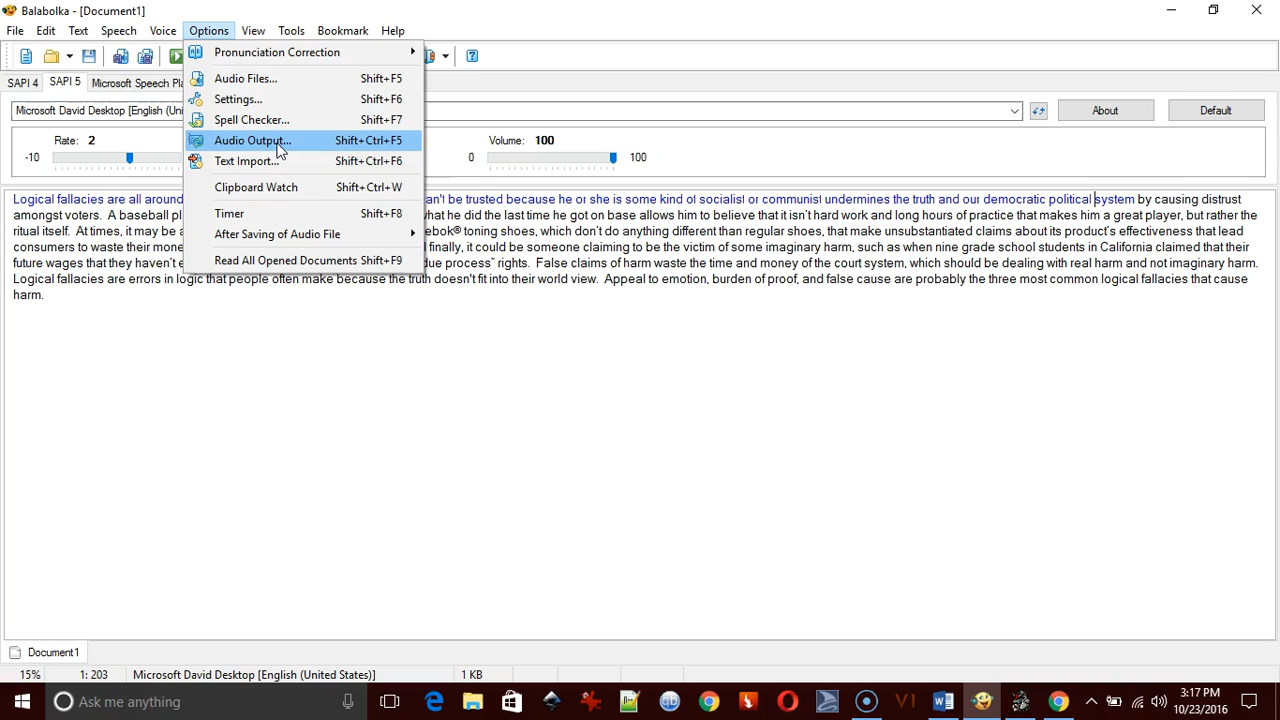 Balabolka - [Document1]
File Edit Text Speech Voice Options View Tools Bookmark Help
Pronunciation Correction
SAPI 4 SAPI 5 Microsoft Speech Pla
Audio Files... Shift+F5
Settings... Shift+F6
Microsoft David Desktop [English (Uni About Default
Spell Checker... Shift+F7
Rate: 2 Audio Output... Shift+Ctrl+F5 Volume: 100
-10 Text Import... Shift+Ctrl+F6 0 100
Clipboard Watch Shift+Ctrl+W
Timer Shift+F8
After Saving of Audio File
Read All Opened Documents Shift+F9
Logical fallacies are all around an't be trusted because he or she is some kind of socialist or communist undermines the truth and our democratic political system by causing distrust
amongst voters. A baseball pl what he did the last time he got on base allows him to believe that it isn't hard work and long hours of practice that makes him a great player, but rather the
ritual itself. At times, it may be a ebok® toning shoes, which don't do anything different than regular shoes, that make unsubstantiated claims about its product's effectiveness that lead
consumers to waste their mone finally, it could be someone claiming to be the victim of some imaginary harm, such as when nine grade school students in California claimed that their
future wages that they haven't e due process" rights. False claims of harm waste the time and money of the court system, which should be dealing with real harm and not imaginary harm.
Logical fallacies are errors in logic that people often make because the truth doesn't fit into their world view. Appeal to emotion, burden of proof, and false cause are probably the three most common logical fallacies that cause
harm.
Document1
15% 1: 203 Microsoft David Desktop [English (United States)] 1 KB
Ask me anything
3:17 PM
10/23/2016